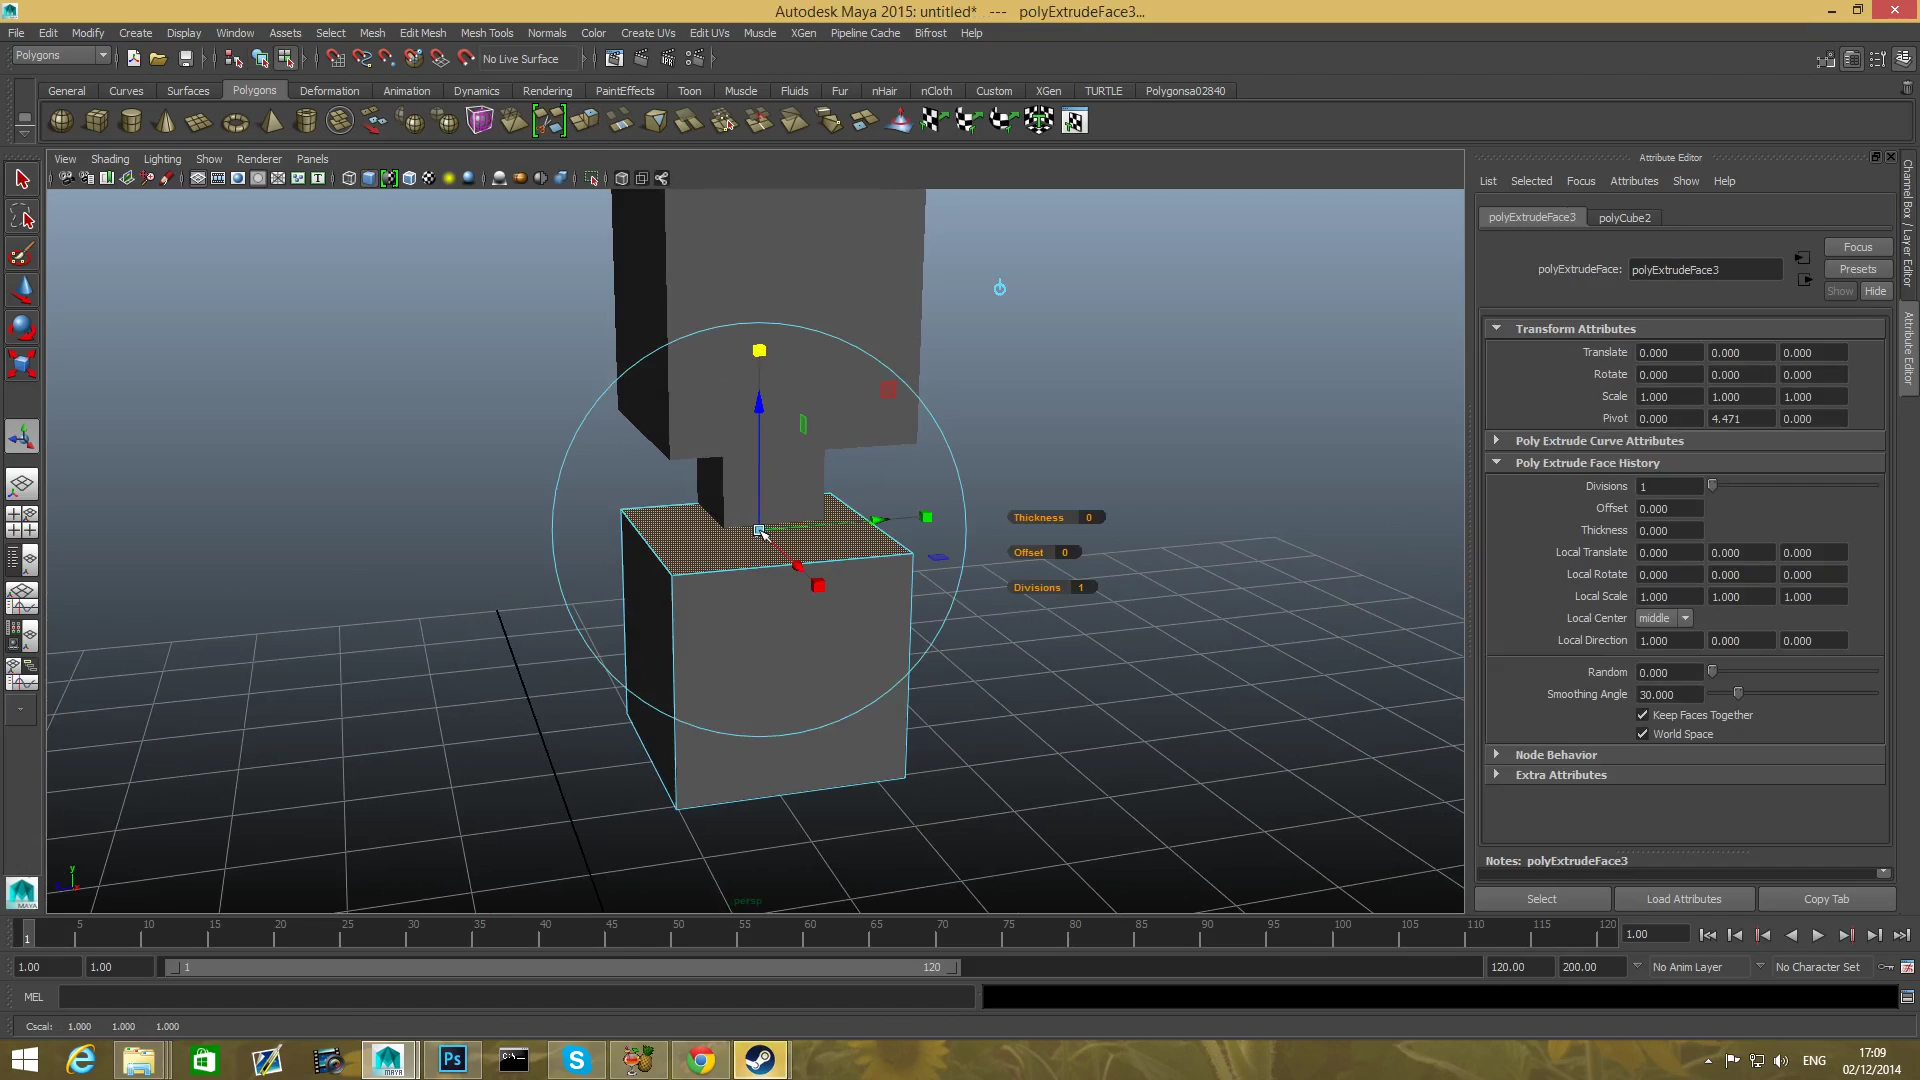 Autodesk Maya 2015: untitled*   ---   polyExtrudeFace3...
File Edit Modify Create Display Window Assets Select Mesh Edit Mesh Mesh Tools Normals Color Create UVs Edit UVs Muscle XGen Pipeline Cache Bifrost Help
Polygons No Live Surface
General Curves Surfaces Polygons Deformation Animation Dynamics Rendering PaintEffects Toon Muscle Fluids Fur nHair nCloth Custom XGen TURTLE Polygonsa02840
View Shading Lighting Show Renderer Panels
Attribute Editor
List Selected Focus Attributes Show Help
polyExtrudeFace3 polyCube2
Focus
polyExtrudeFace: polyExtrudeFace3 Presets
Show Hide
Transform Attributes
Translate 0.000 0.000 0.000
Rotate 0.000 0.000 0.000
Scale 1.000 1.000 1.000
Pivot 0.000 4.471 0.000
Poly Extrude Curve Attributes
Poly Extrude Face History
Divisions 1
Offset 0.000
Thickness 0.000
Local Translate 0.000 0.000 0.000
Local Rotate 0.000 0.000 0.000
Local Scale 1.000 1.000 1.000
Local Center middle
Local Direction 1.000 0.000 0.000
Random 0.000
Smoothing Angle 30.000
Keep Faces Together
World Space
Node Behavior
Extra Attributes
Notes: polyExtrudeFace3
Select Load Attributes Copy Tab
Channel Box / Layer Editor
Attribute Editor
Thickness 0
Offset 0
Divisions 1
y
x
persp
MAYA
1 5 10 15 20 25 30 35 40 45 50 55 60 65 70 75 80 85 90 95 100 105 110 115 120 1.00
1.00 1.00 1 120 120.00 200.00 No Anim Layer No Character Set
MEL
Cscal: 1.000 1.000 1.000
MAYA Ps C:\_ S ENG
17:09
02/12/2014